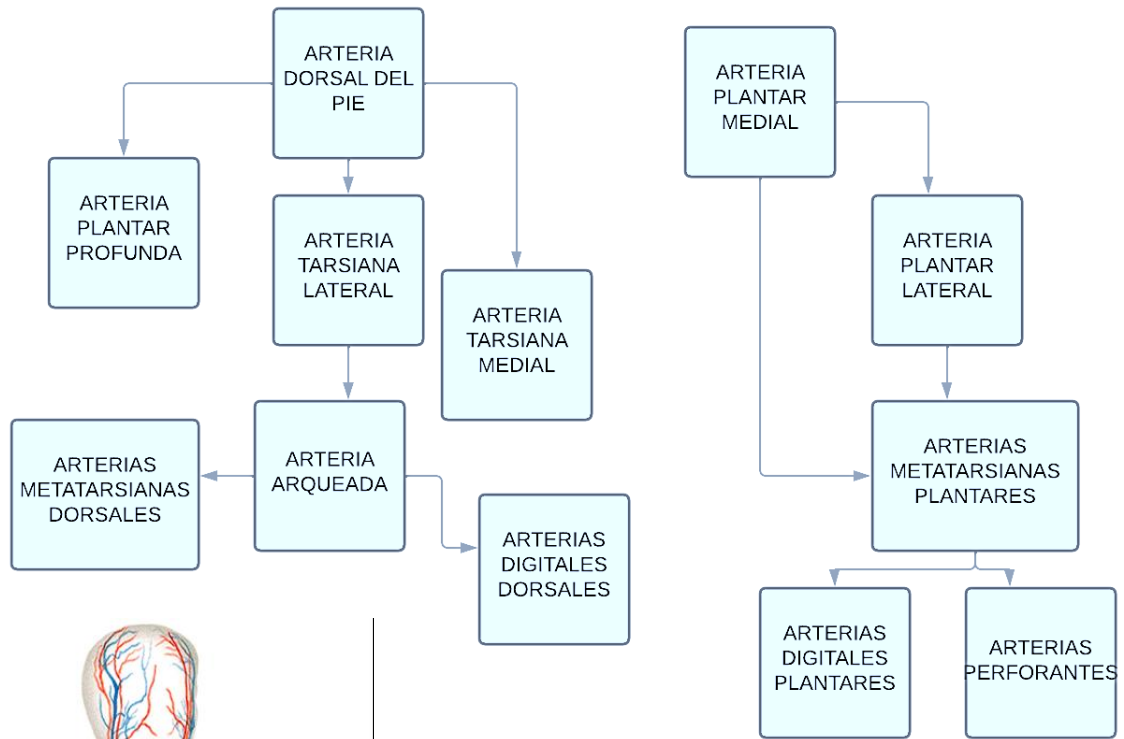 ARTERIA
DORSAL DEL
PIE
ARTERIA
PLANTAR
PROFUNDA
ARTERIA
TARSIANA
LATERAL
ARTERIA
TARSIANA
MEDIAL
ARTERIA
ARQUEADA
ARTERIAS
METATARSIANAS
DORSALES
ARTERIAS
DIGITALES
DORSALES
ARTERIA
PLANTAR
MEDIAL
ARTERIA
PLANTAR
LATERAL
ARTERIAS
METATARSIANAS
PLANTARES
ARTERIAS
DIGITALES
PLANTARES
ARTERIAS
PERFORANTES